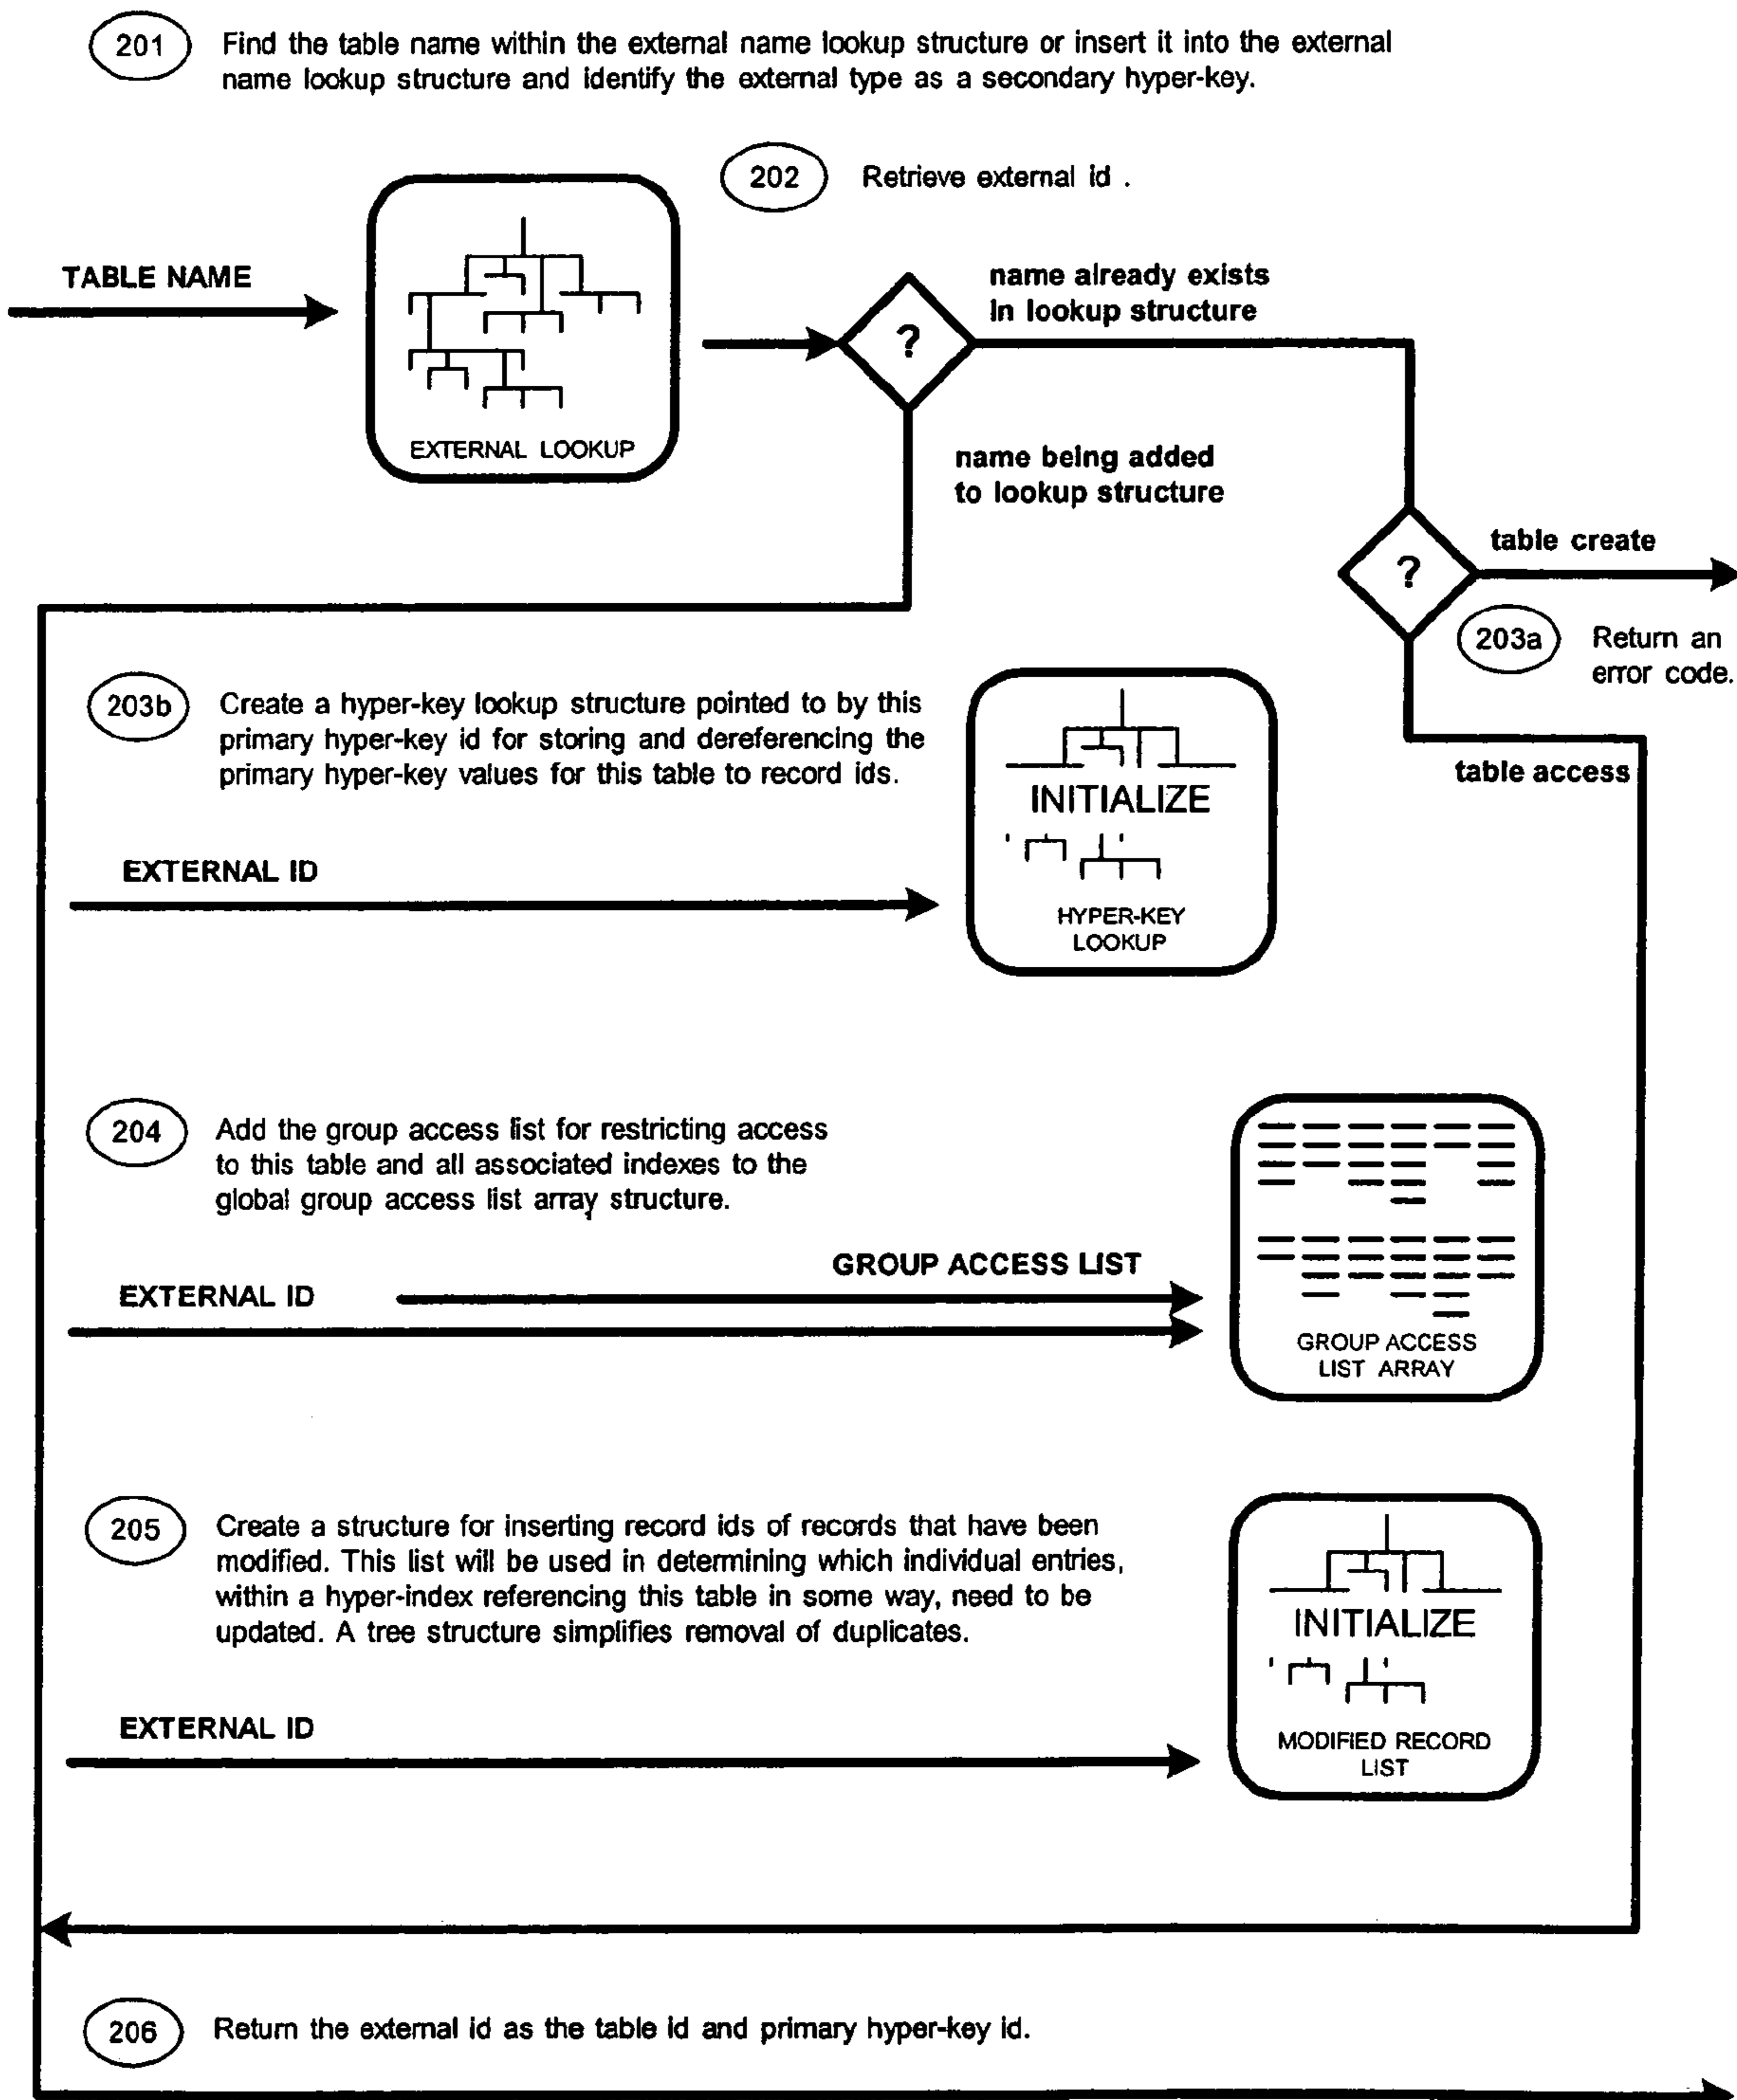 201
Find the table name within the external name lookup structure or insert it into the external
name lookup structure and identify the external type as a secondary hyper-key.
202
Retrieve external id .
TABLE NAME
EXTERNAL LOOKUP
?
name already exists
in lookup structure
name being added
to lookup structure
?
table create
203a
Return an
error code.
table access
203b
Create a hyper-key lookup structure pointed to by this
primary hyper-key id for storing and dereferencing the
primary hyper-key values for this table to record ids.
INITIALIZE
HYPER-KEY
LOOKUP
EXTERNAL ID
204
Add the group access list for restricting access
to this table and all associated indexes to the
global group access list array structure.
GROUP ACCESS LIST
EXTERNAL ID
GROUP ACCESS
LIST ARRAY
205
Create a structure for inserting record ids of records that have been
modified. This list will be used in determining which individual entries,
within a hyper-index referencing this table in some way, need to be
updated. A tree structure simplifies removal of duplicates.
INITIALIZE
MODIFIED RECORD
LIST
EXTERNAL ID
206
Return the external id as the table id and primary hyper-key id.